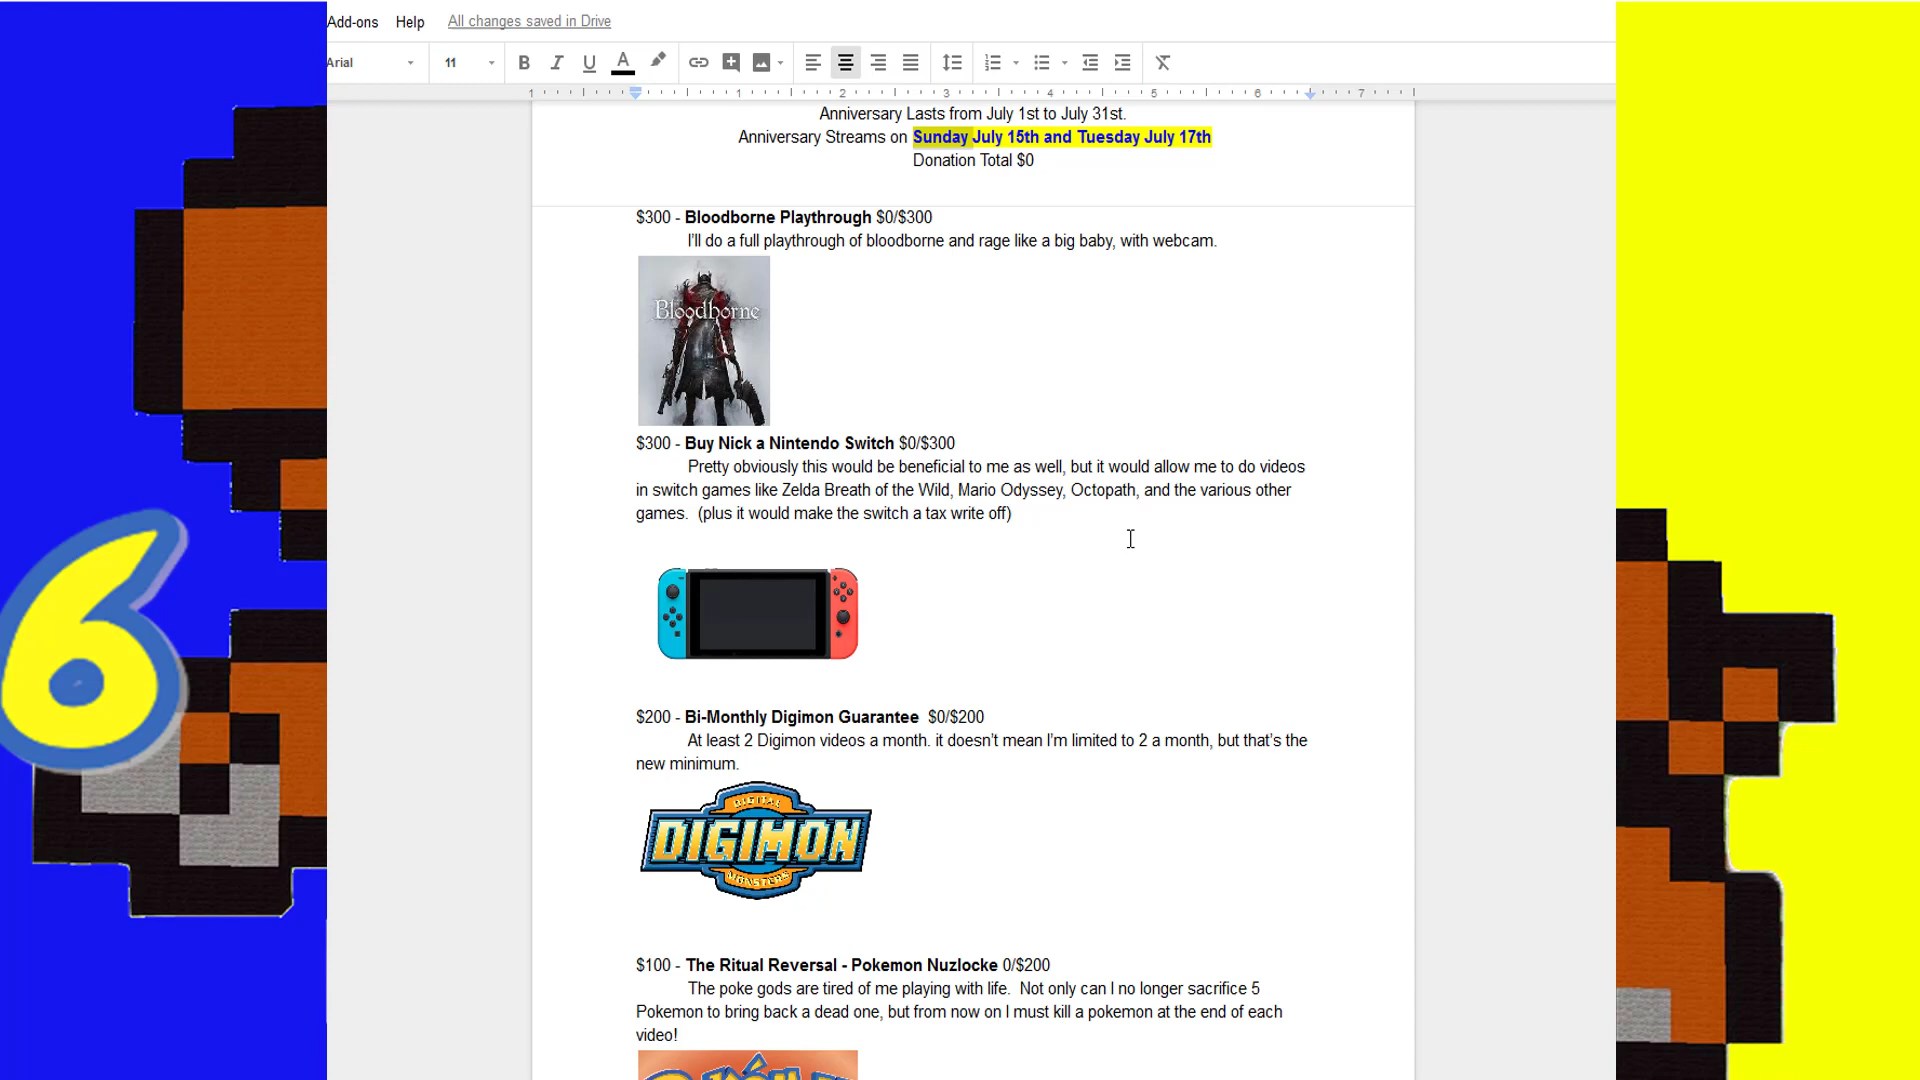 Add-ons Help All changes saved in Drive
Arial 11 B I U A
1 1 2 3 4 5 6 7
Anniversary Lasts from July 1st to July 31st.
Anniversary Streams on Sunday July 15th and Tuesday July 17th
Donation Total $0
$300 - Bloodborne Playthrough $0/$300
I'll do a full playthrough of bloodborne and rage like a big baby, with webcam.
Bloodborne
$300 - Buy Nick a Nintendo Switch $0/$300
Pretty obviously this would be beneficial to me as well, but it would allow me to do videos
in switch games like Zelda Breath of the Wild, Mario Odyssey, Octopath, and the various other
games. (plus it would make the switch a tax write off)
6
$200 - Bi-Monthly Digimon Guarantee $0/$200
At least 2 Digimon videos a month. it doesn't mean I'm limited to 2 a month, but that's the
new minimum.
DIGITAL
DIGIMON
MONSTERS
$100 - The Ritual Reversal - Pokemon Nuzlocke 0/$200
The poke gods are tired of me playing with life. Not only can I no longer sacrifice 5
Pokemon to bring back a dead one, but from now on I must kill a pokemon at the end of each
video!